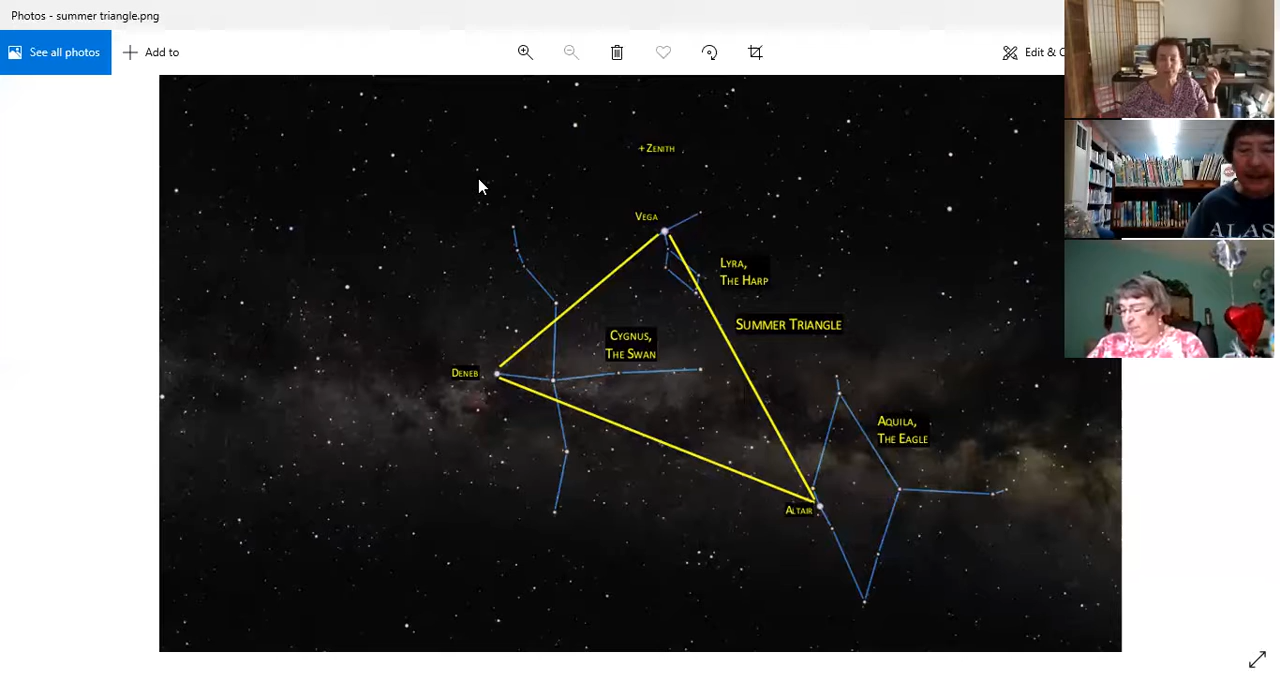 Photos - summer triangle.png
See all photos
Add to
Edit & C
+ZENITH
VEGA
LYRA,
THE HARP
SUMMER TRIANGLE
CYGNUS,
THE SWAN
DENEB
AQUILA,
THE EAGLE
ALTAIR
ALAS